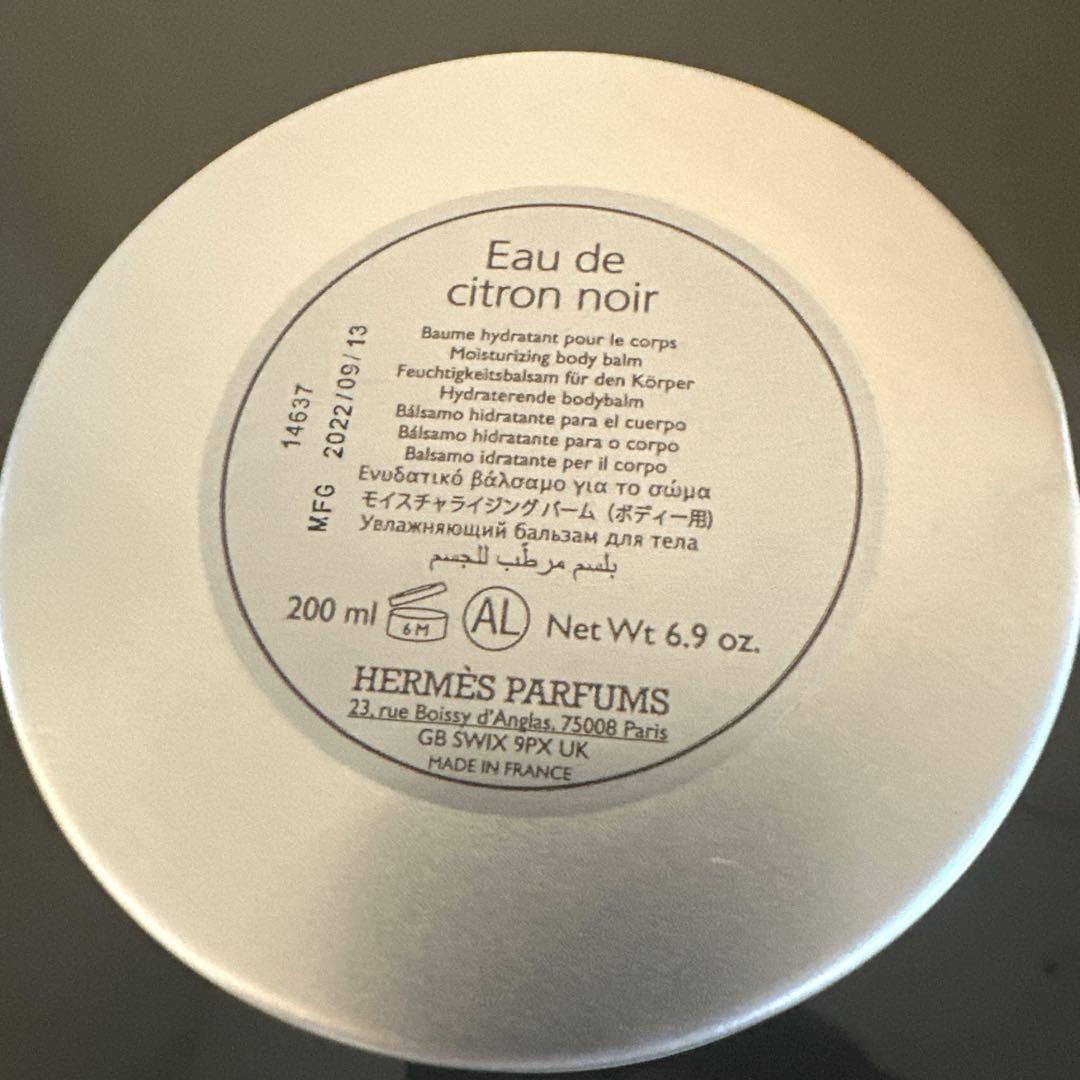 Eau de
citron noir
Baume hydratant pour le corps
Moisturizing body balm
Feuchtigkeitsbalsam für den Körper
Hydraterende bodybalm
Bálsamo hidratante para el cuerpo
Bálsamo hidratante para o corpo
Balsamo idratante per il corpo
Ενυδατικό βάλσαμο για το σώμα
モイスチャライジングバーム（ボディー用)
Увлажняющий бальзам для тела
بلسم مرطّب للجسم
14637
MFG 2022/09/13
200 ml 6M AL Net Wt 6.9 oz.
HERMÈS PARFUMS
23, rue Boissy d'Anglas, 75008 Paris
GB SWIX 9PX UK
MADE IN FRANCE